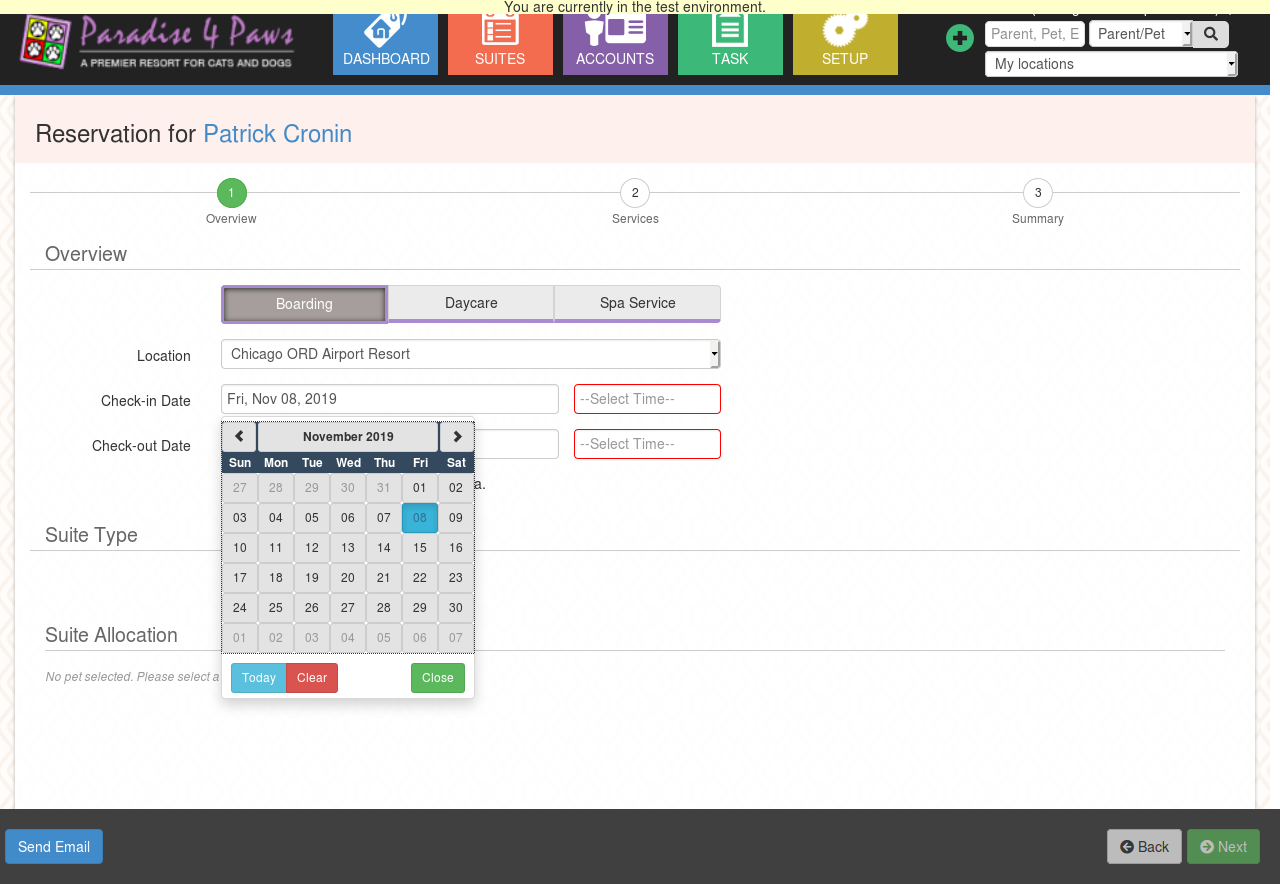 You are currently in the test environment.
Paradise 4 Paws
A PREMIER RESORT FOR CATS AND DOGS
DASHBOARD
SUITES
ACCOUNTS
TASK
SETUP
Parent, Pet, E
Parent/Pet
My locations
Reservation for Patrick Cronin
1
2
3
Overview
Services
Summary
Overview
Boarding
Daycare
Spa Service
Location
Chicago ORD Airport Resort
Check-in Date
Fri, Nov 08, 2019
--Select Time--
Check-out Date
--Select Time--
November 2019
Sun Mon Tue Wed Thu Fri Sat
27 28 29 30 31 01 02
a.
03 04 05 06 07 08 09
10 11 12 13 14 15 16
17 18 19 20 21 22 23
24 25 26 27 28 29 30
01 02 03 04 05 06 07
Today
Clear
Close
Suite Type
Suite Allocation
No pet selected. Please select a
Send Email
Back
Next